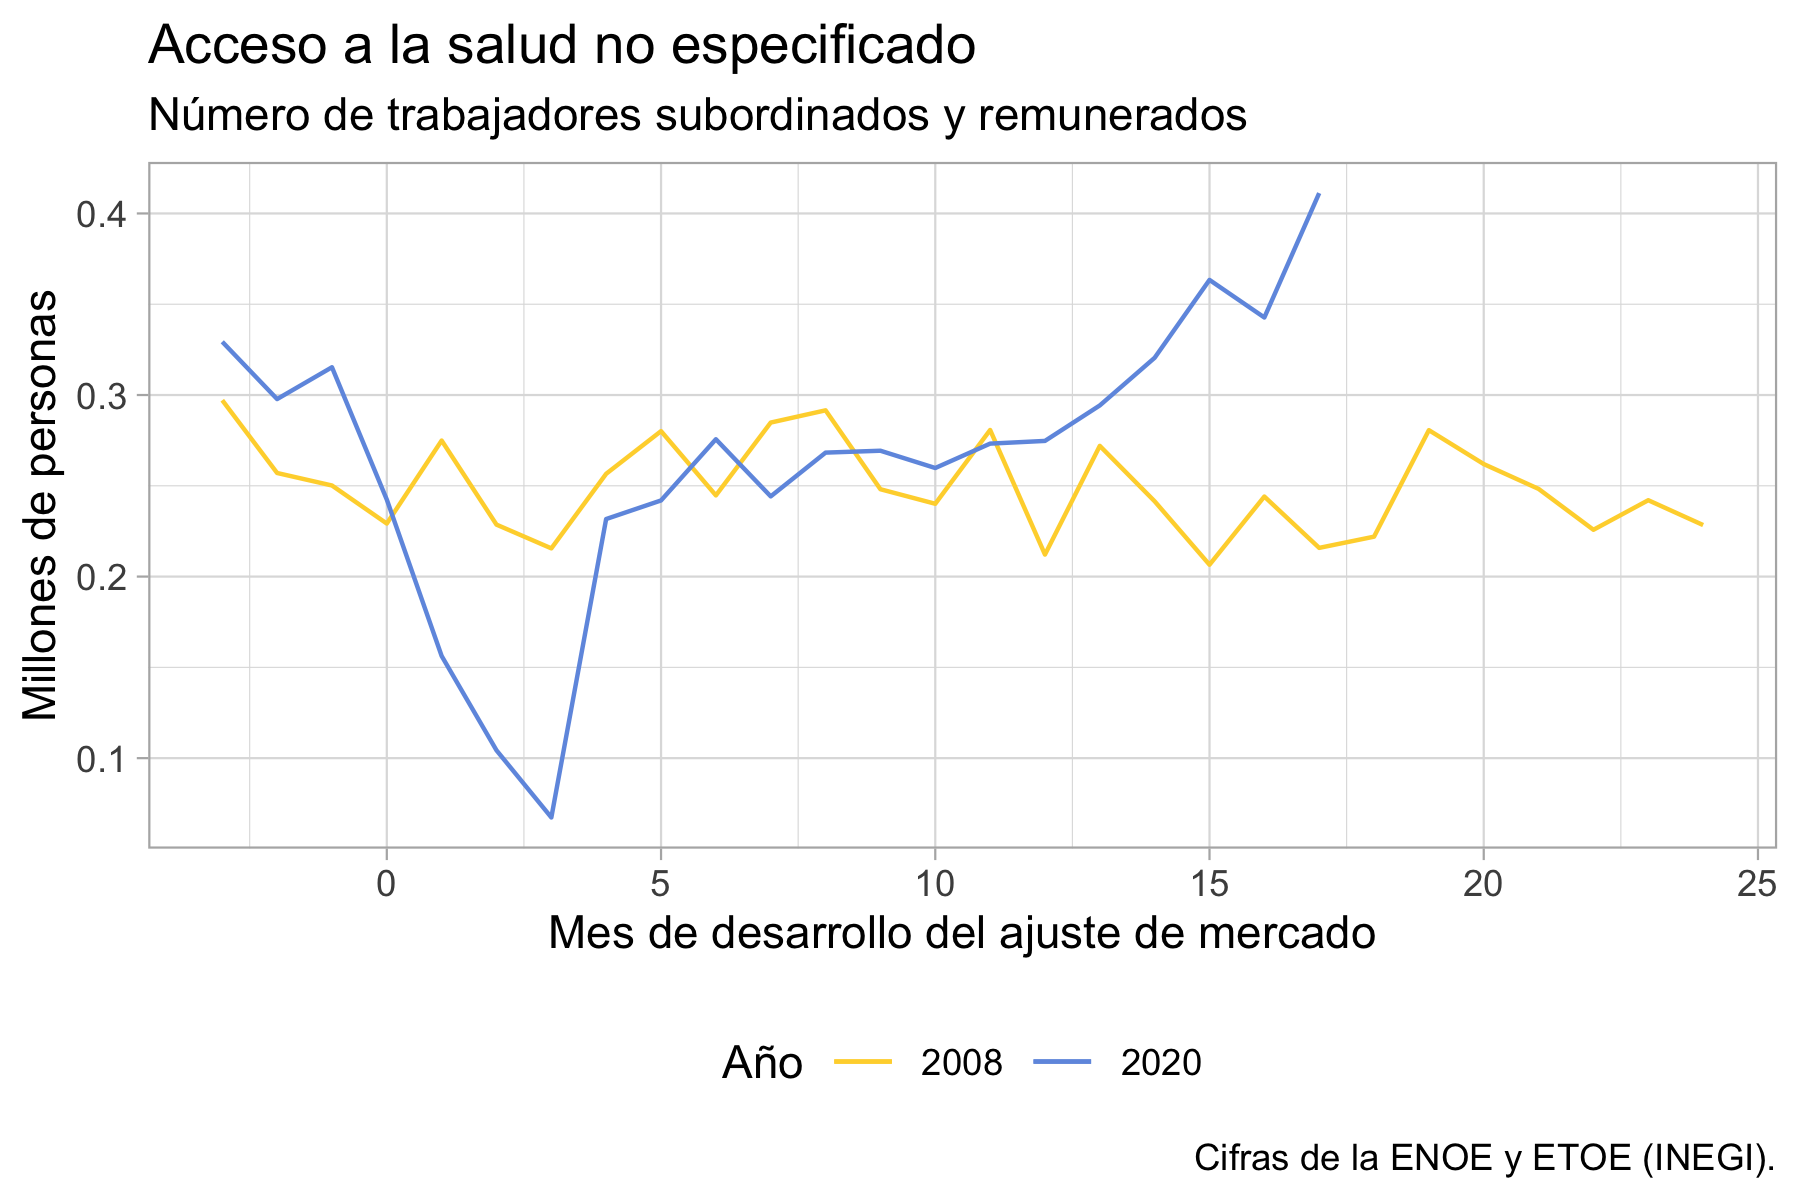 Acceso a la salud no especificado
Número de trabajadores subordinados y remunerados
Millones de personas
0.4
0.3
0.2
0.1
0 5 10 15 20 25
Mes de desarrollo del ajuste de mercado
Año 2008 2020
Cifras de la ENOE y ETOE (INEGI).